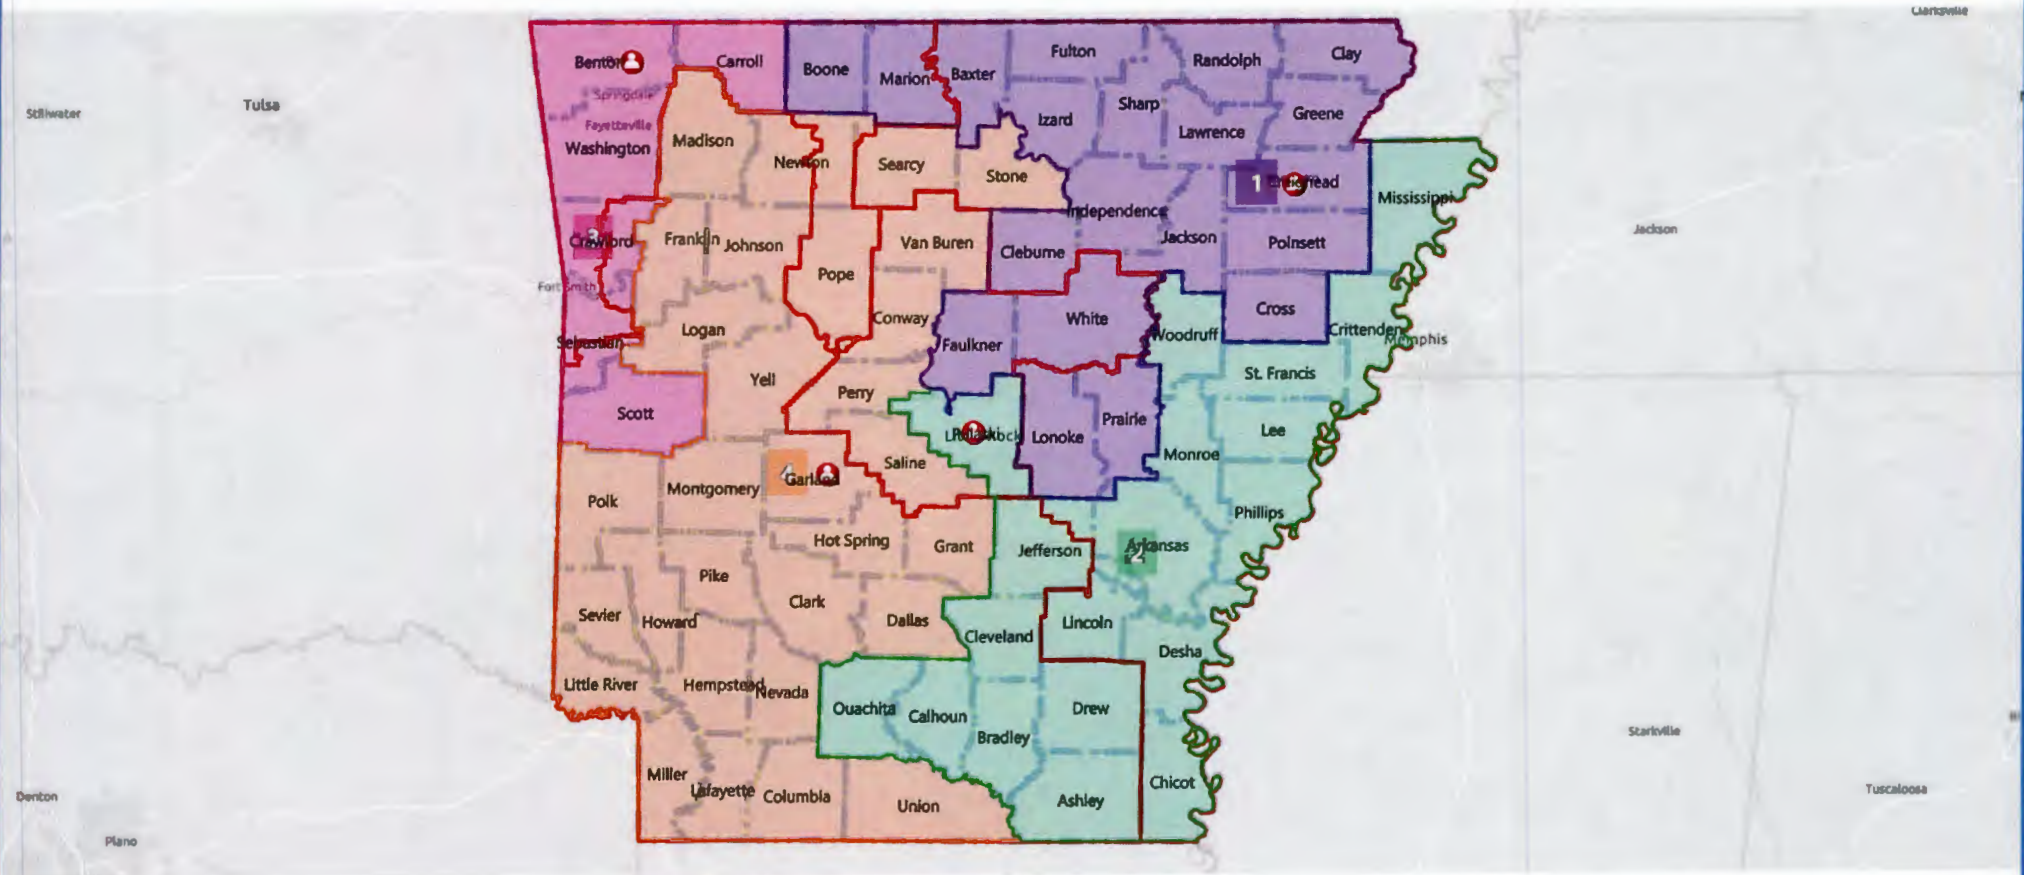 Clarksville
Benton
Carroll
Boone
Marion
Baxter
Fulton
Randolph
Clay
Springdale
Tulsa
Stillwater
Sharp
Greene
Izard
Lawrence
Fayetteville
Washington
Madison
Newton
Searcy
Stone
1
Mississippi
Independence
3
Crawford
Franklin
Johnson
Van Buren
Cleburne
Jackson
Poinsett
Jackson
Pope
Fort Smith
Conway
White
Cross
Logan
Faulkner
Woodruff
Crittenden
Memphis
Sebastian
Yell
St. Francis
Perry
Scott
Lonoke
Prairie
Lee
Saline
Monroe
4
Garland
Montgomery
Polk
Phillips
Hot Spring
Grant
Jefferson
Arkansas
2
Pike
Clark
Sevier
Howard
Dallas
Cleveland
Lincoln
Desha
Little River
Hempstead
Nevada
Ouachita
Calhoun
Drew
Bradley
Starkville
Miller
Lafayette
Columbia
Union
Ashley
Chicot
Denton
Tuscaloosa
Plano